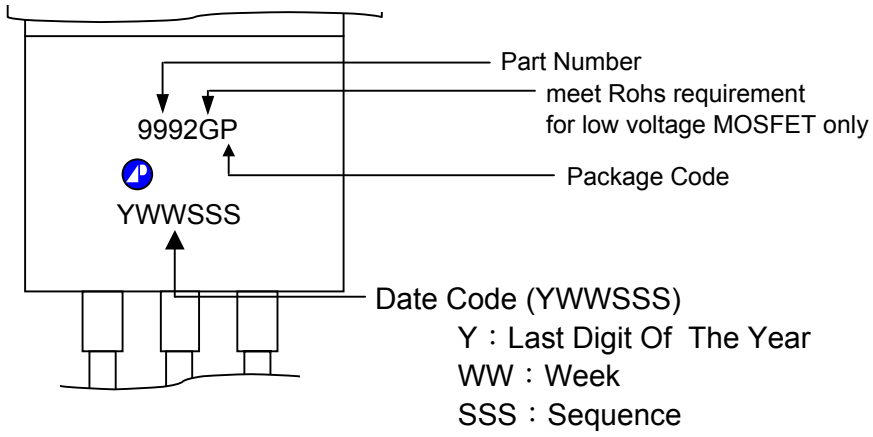 Part Number
meet Rohs requirement
for low voltage MOSFET only
9992GP
Package Code
YWWSSS
Date Code (YWWSSS)
Y：Last Digit Of The Year
WW：Week
SSS：Sequence